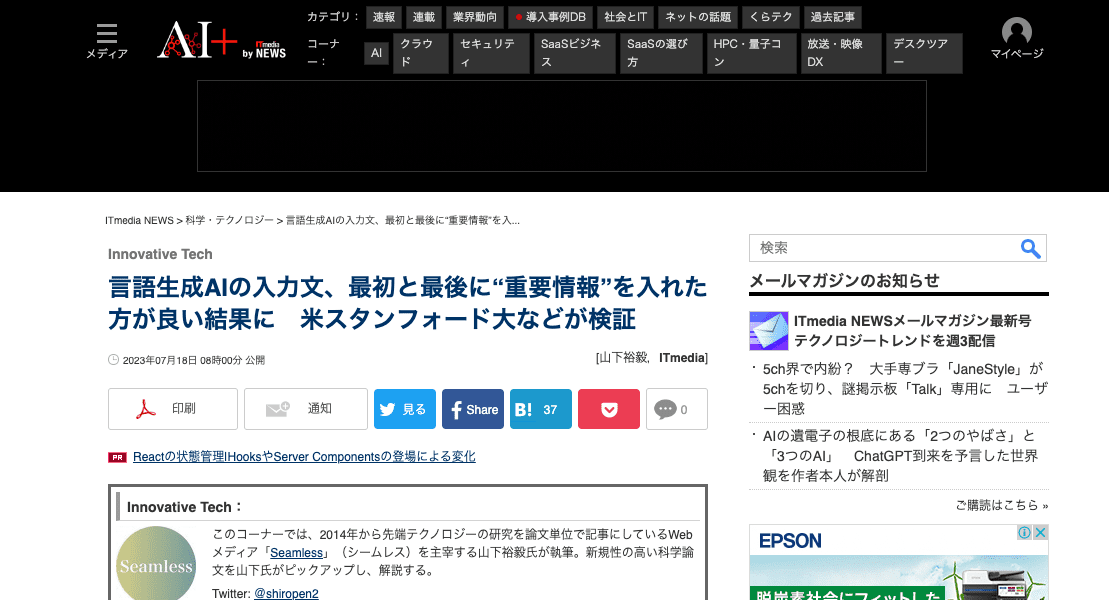 メディア
AI+ by ITmedia NEWS
カテゴリ： 速報 連載 業界動向 導入事例DB 社会とIT ネットの話題 くらテク 過去記事
コーナー： AI クラウド セキュリティ SaaSビジネス SaaSの選び方 HPC・量子コン 放送・映像DX デスクツアー
マイページ
ITmedia NEWS > 科学・テクノロジー > 言語生成AIの入力文、最初と最後に“重要情報”を入...
Innovative Tech
言語生成AIの入力文、最初と最後に“重要情報”を入れた
方が良い結果に　米スタンフォード大などが検証
2023年07月18日 08時00分 公開
[山下裕毅，ITmedia]
印刷 通知 見る Share B! 37 0
PR Reactの状態管理lHooksやServer Componentsの登場による変化
Innovative Tech：
Seamless
このコーナーでは、2014年から先端テクノロジーの研究を論文単位で記事にしているWeb
メディア「Seamless」（シームレス）を主宰する山下裕毅氏が執筆。新規性の高い科学論
文を山下氏がピックアップし、解説する。
Twitter: @shiropen2
検索
メールマガジンのお知らせ
ITmedia NEWSメールマガジン最新号
テクノロジートレンドを週3配信
・5ch界で内紛？　大手専ブラ「JaneStyle」が
5chを切り、謎掲示板「Talk」専用に　ユーザ
ー困惑
・AIの遺電子の根底にある「2つのやばさ」と
「3つのAI」　ChatGPT到来を予言した世界
観を作者本人が解剖
ご購読はこちら »
EPSON
脱炭素社会にフィットした